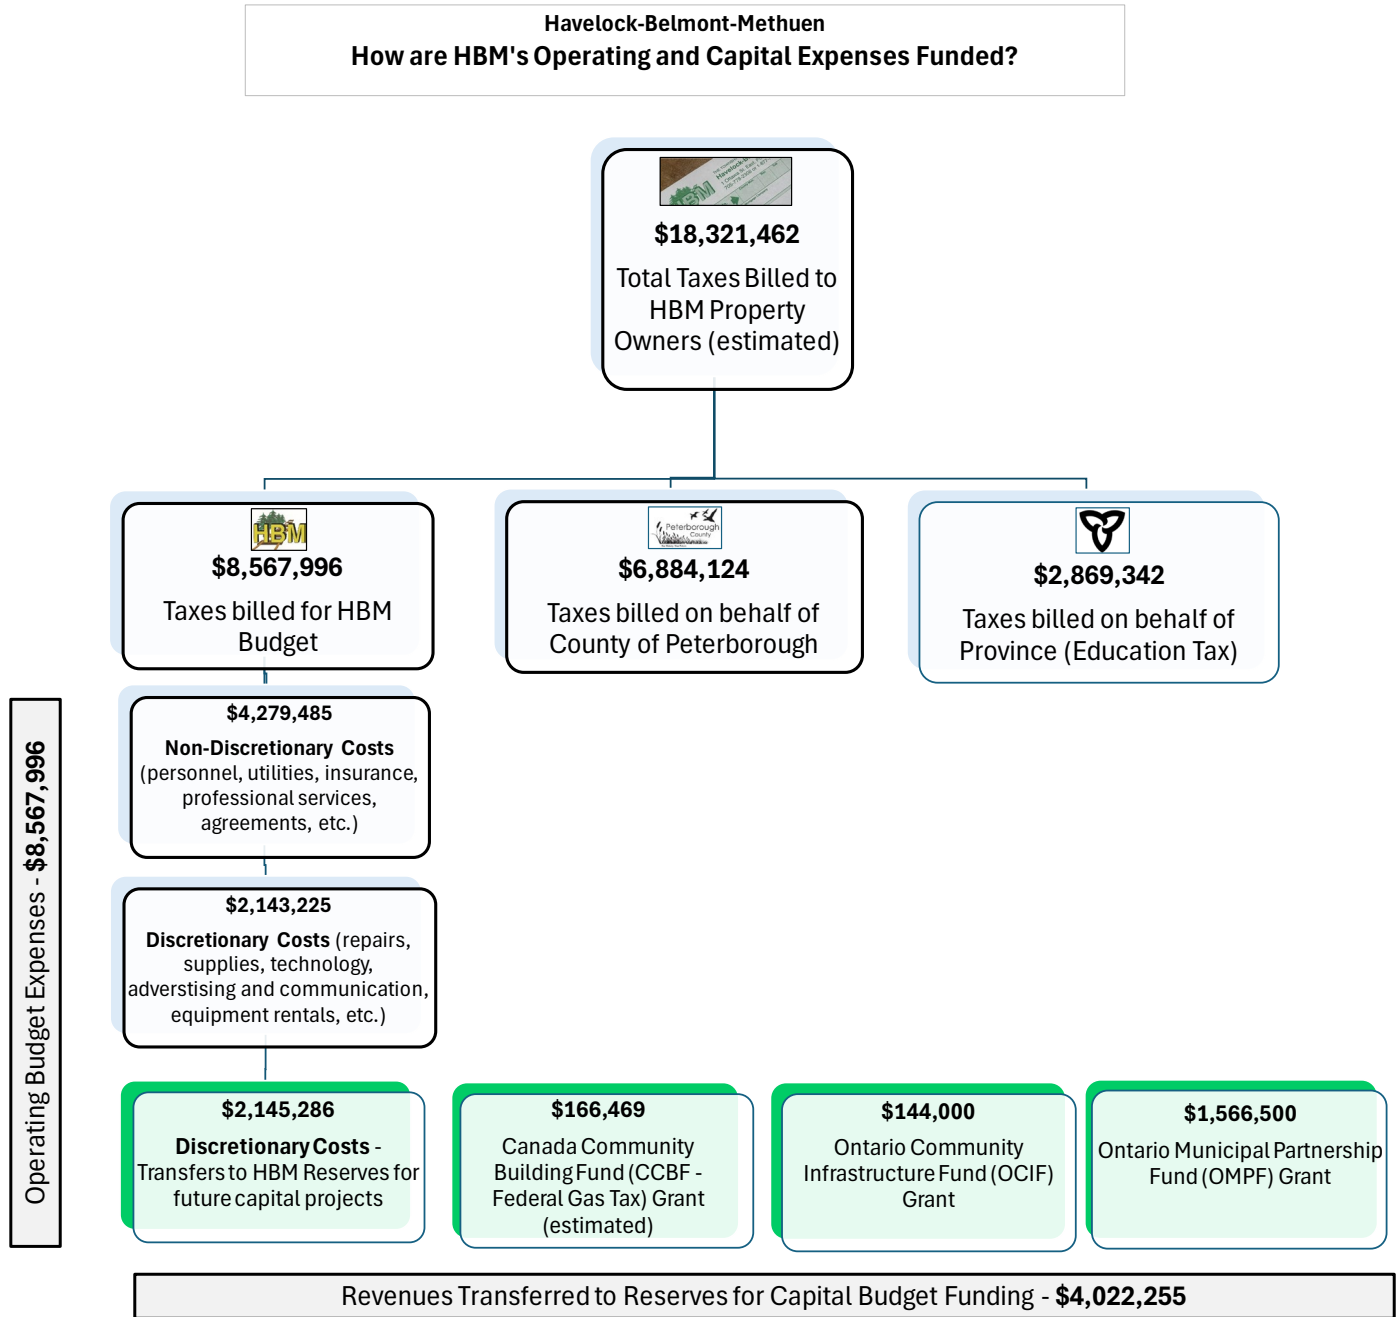 Havelock-Belmont-Methuen
How are HBM's Operating and Capital Expenses Funded?
$18,321,462
Total Taxes Billed to
HBM Property
Owners (estimated)
HBM
$8,567,996
Taxes billed for HBM
Budget
Peterborough
County
$6,884,124
Taxes billed on behalf of
County of Peterborough
$2,869,342
Taxes billed on behalf of
Province (Education Tax)
Operating Budget Expenses - $8,567,996
$4,279,485
Non-Discretionary Costs
(personnel, utilities, insurance,
professional services,
agreements, etc.)
$2,143,225
Discretionary Costs (repairs,
supplies, technology,
adverstising and communication,
equipment rentals, etc.)
$2,145,286
Discretionary Costs -
Transfers to HBM Reserves for
future capital projects
$166,469
Canada Community
Building Fund (CCBF -
Federal Gas Tax) Grant
(estimated)
$144,000
Ontario Community
Infrastructure Fund (OCIF)
Grant
$1,566,500
Ontario Municipal Partnership
Fund (OMPF) Grant
Revenues Transferred to Reserves for Capital Budget Funding - $4,022,255